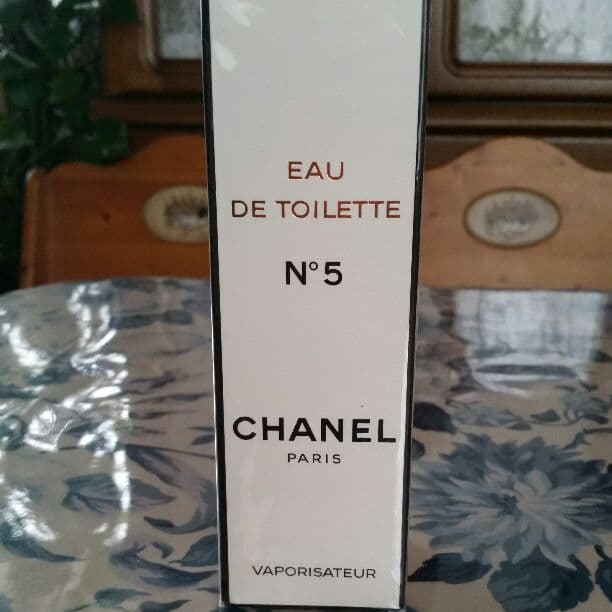 EAU
DE TOILETTE
N°5
CHANEL
PARIS
VAPORISATEUR